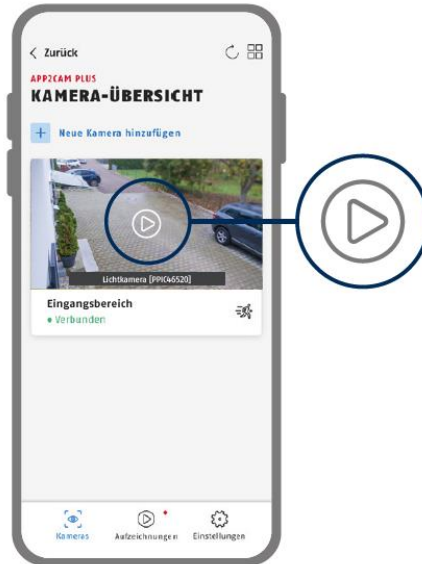 Zurück
APP2CAM PLUS
KAMERA-ÜBERSICHT
+ Neue Kamera hinzufügen
Lichtkamera [PPIC46520]
Eingangsbereich
• Verbunden
Kameras Aufzeichnungen Einstellungen